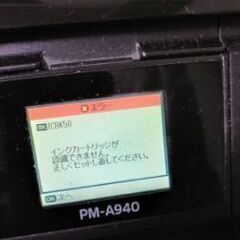 エラー
BK ICBK50
インクカートリッジが
認識できません。
正しくセットし直してください。
OK 次へ
PM-A940